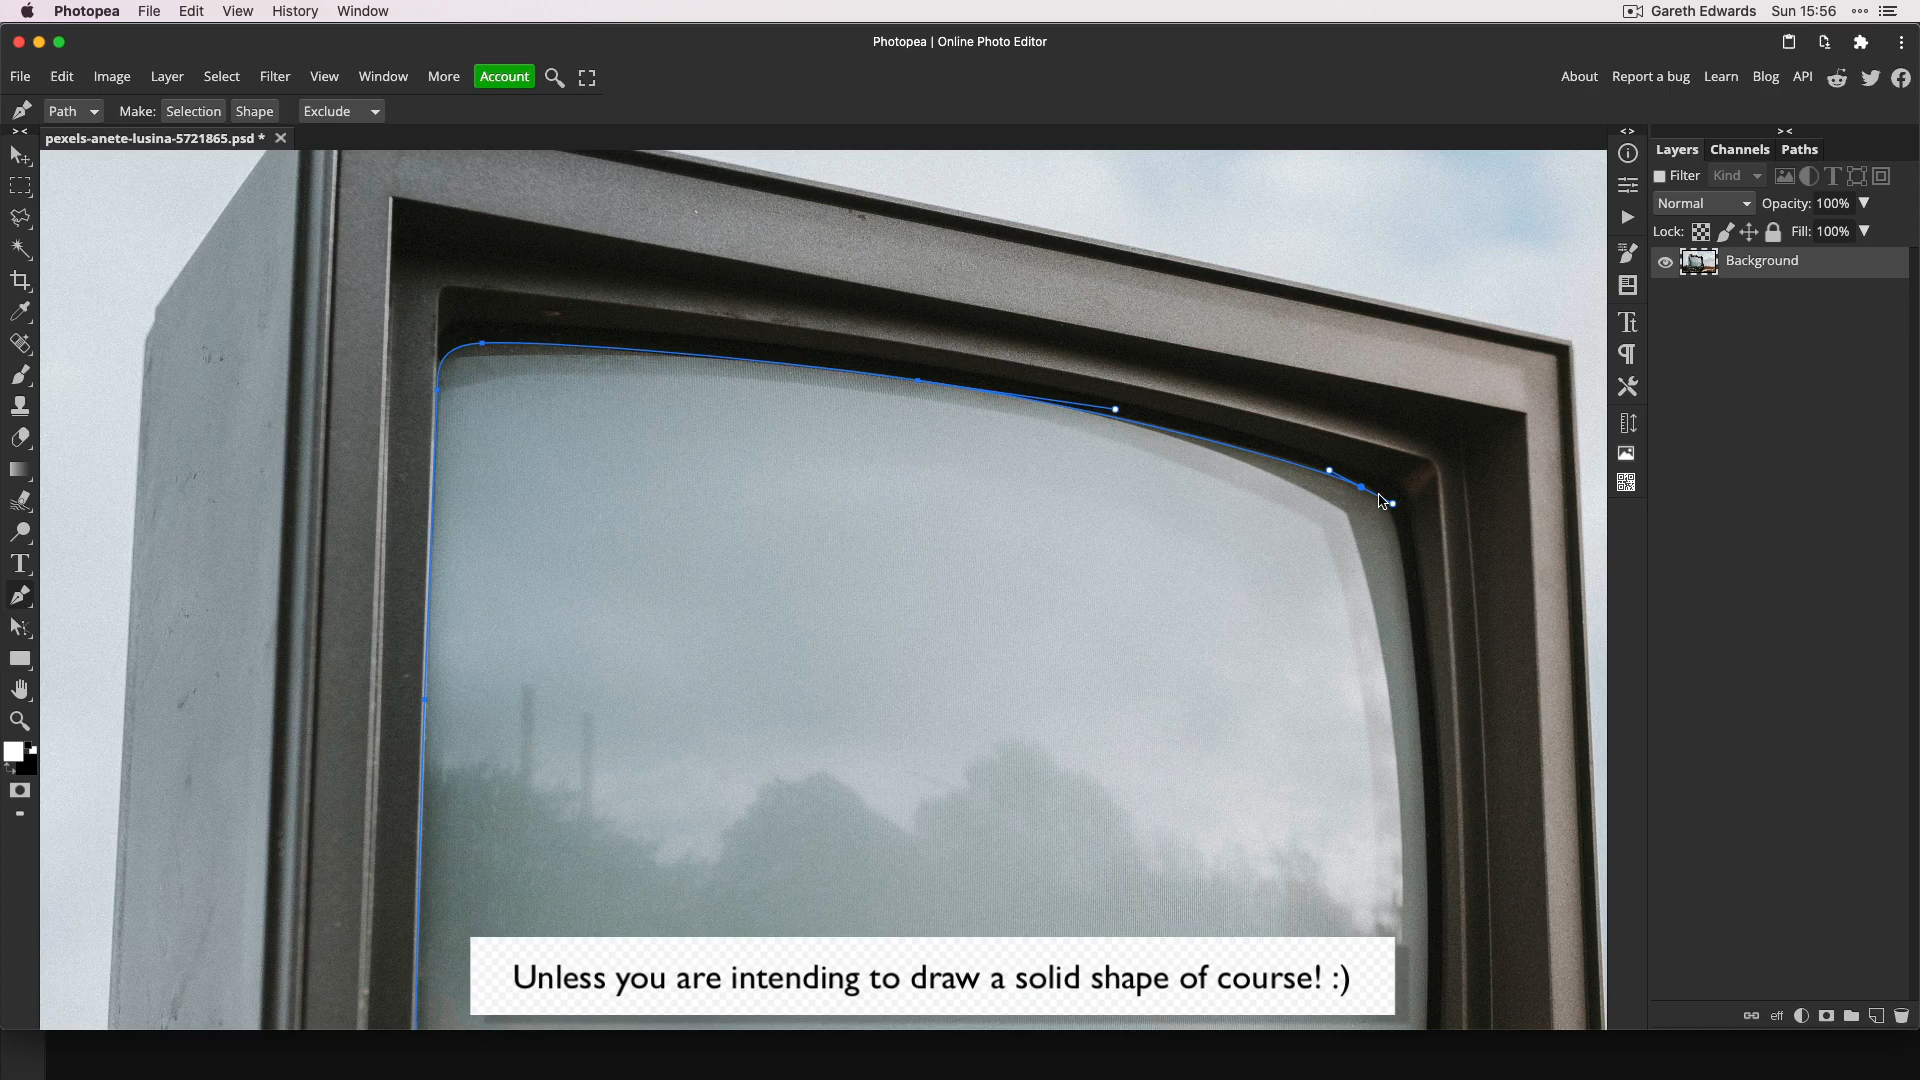 Photopea File Edit View History Window
Gareth Edwards Sun 15:56
Photopea | Online Photo Editor
File Edit Image Layer Select Filter View Window More Account
About Report a bug Learn Blog API
Path Make: Selection Shape Exclude
pexels-anete-lusina-5721865.psd *
Layers Channels Paths
Filter Kind
Normal Opacity: 100%
Lock: Fill: 100%
Background
Unless you are intending to draw a solid shape of course! :)
eff